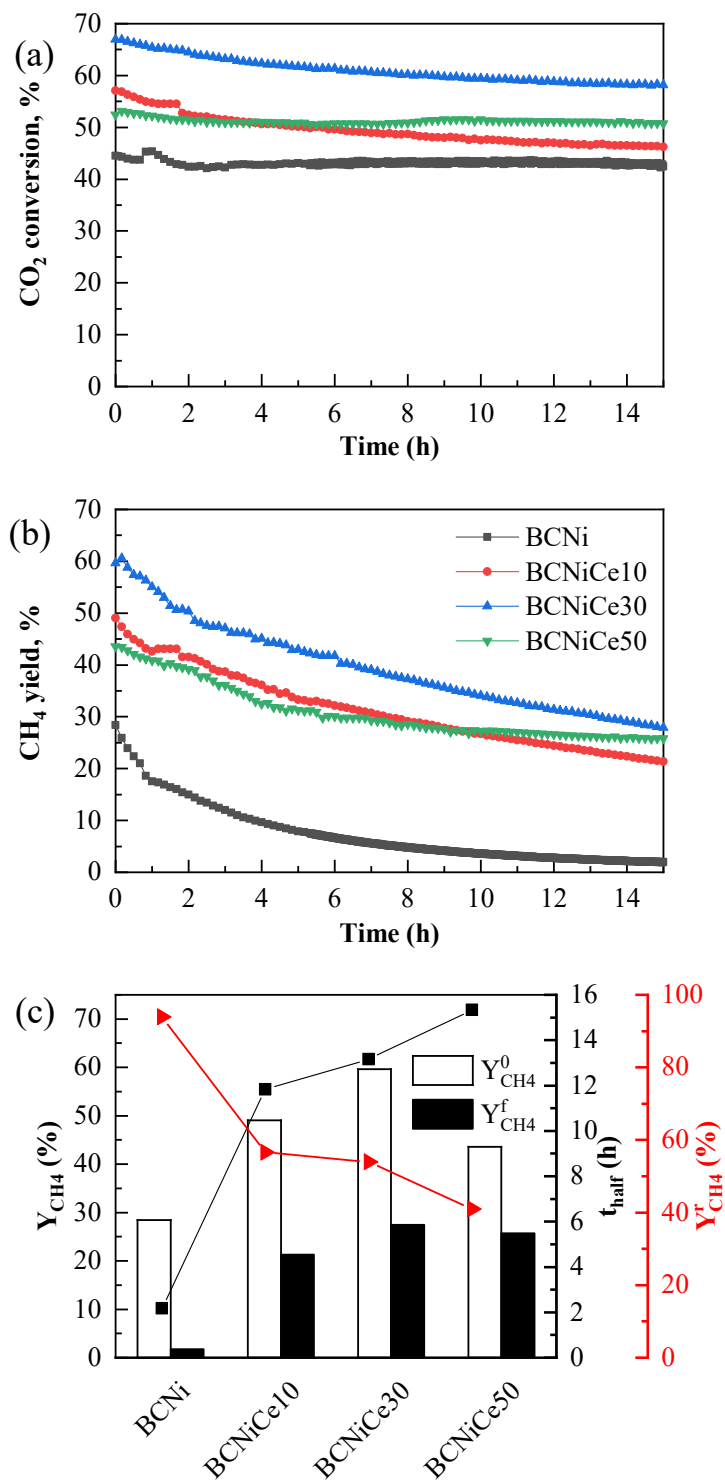 (a)
CO2 conversion, %
70
60
50
40
30
20
10
0
0 2 4 6 8 10 12 14
Time (h)
(b)
CH4 yield, %
70
60
50
40
30
20
10
0
BCNi
BCNiCe10
BCNiCe30
BCNiCe50
0 2 4 6 8 10 12 14
Time (h)
(c)
YCH4 (%)
70
60
50
40
30
20
10
0
Y0CH4
YfCH4
16
14
12
10
8
6
4
2
0
thalf (h)
100
80
60
40
20
0
YrCH4 (%)
BCNi
BCNiCe10
BCNiCe30
BCNiCe50